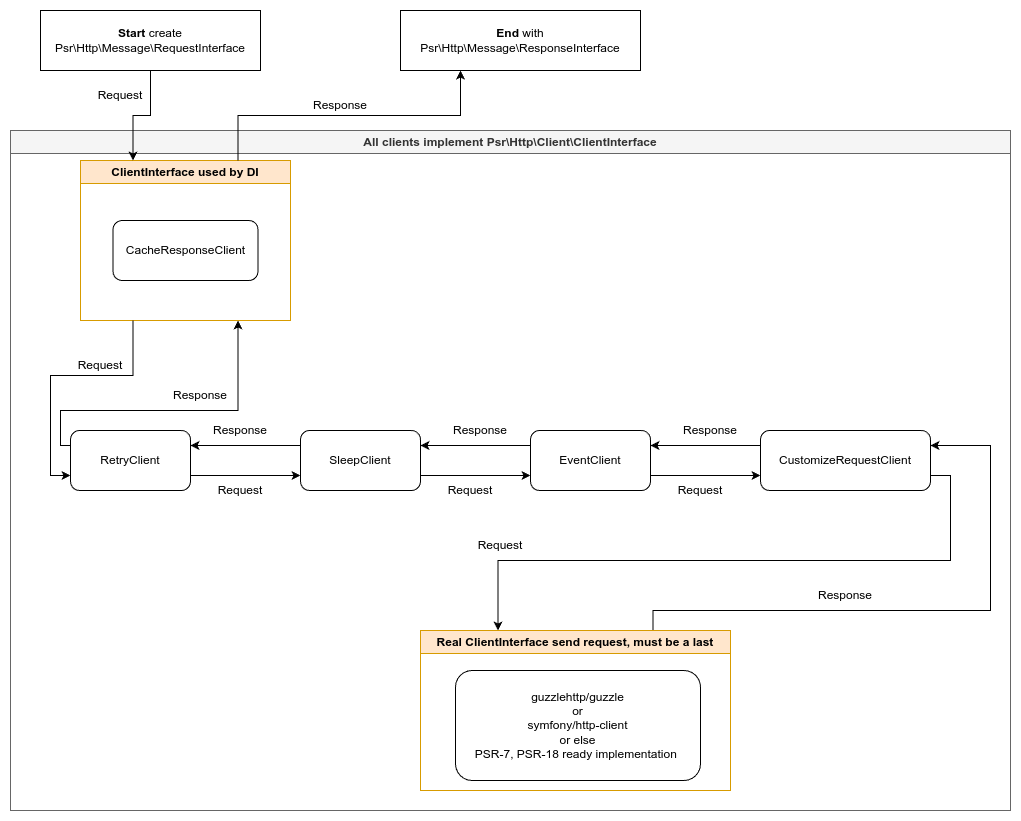 Start create
Psr\Http\Message\RequestInterface
End with
Psr\Http\Message\ResponseInterface
Request
Response
All clients implement Psr\Http\Client\ClientInterface
ClientInterface used by DI
CacheResponseClient
Request
Response
Response
Response
Response
RetryClient
SleepClient
EventClient
CustomizeRequestClient
Request
Request
Request
Request
Response
Real ClientInterface send request, must be a last
guzzlehttp/guzzle
or
symfony/http-client
or else
PSR-7, PSR-18 ready implementation